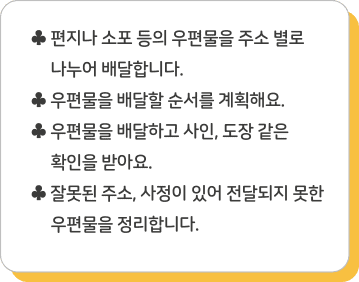 ♣ 편지나 소포 등의 우편물을 주소 별로
나누어 배달합니다.
♣ 우편물을 배달할 순서를 계획해요.
♣ 우편물을 배달하고 사인, 도장 같은
확인을 받아요.
♣ 잘못된 주소, 사정이 있어 전달되지 못한
우편물을 정리합니다.